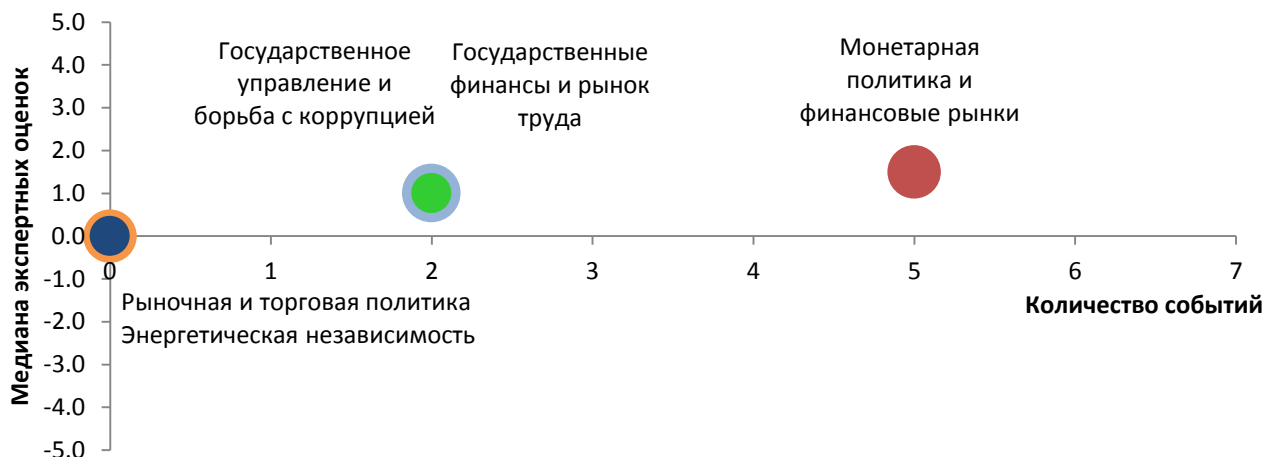 Медиана экспертных оценок
5.0
4.0
3.0
2.0
1.0
0.0
-1.0
-2.0
-3.0
-4.0
-5.0
Государственное
управление и
борьба с коррупцией
Государственные
финансы и рынок
труда
Монетарная
политика и
финансовые рынки
0
1
2
3
4
5
6
7
Рыночная и торговая политика
Энергетическая независимость
Количество событий